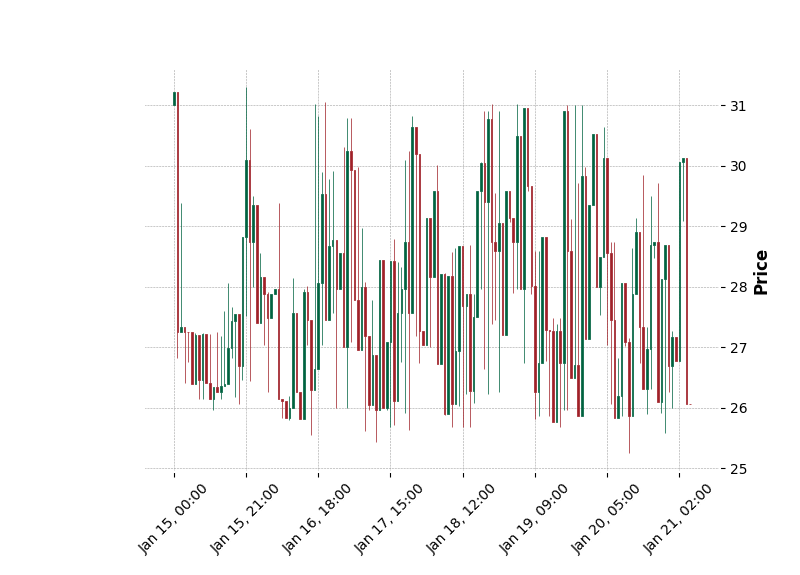 31
30
29
28
27
26
25
Price
Jan 15, 00:00
Jan 15, 21:00
Jan 16, 18:00
Jan 17, 15:00
Jan 18, 12:00
Jan 19, 09:00
Jan 20, 05:00
Jan 21, 02:00